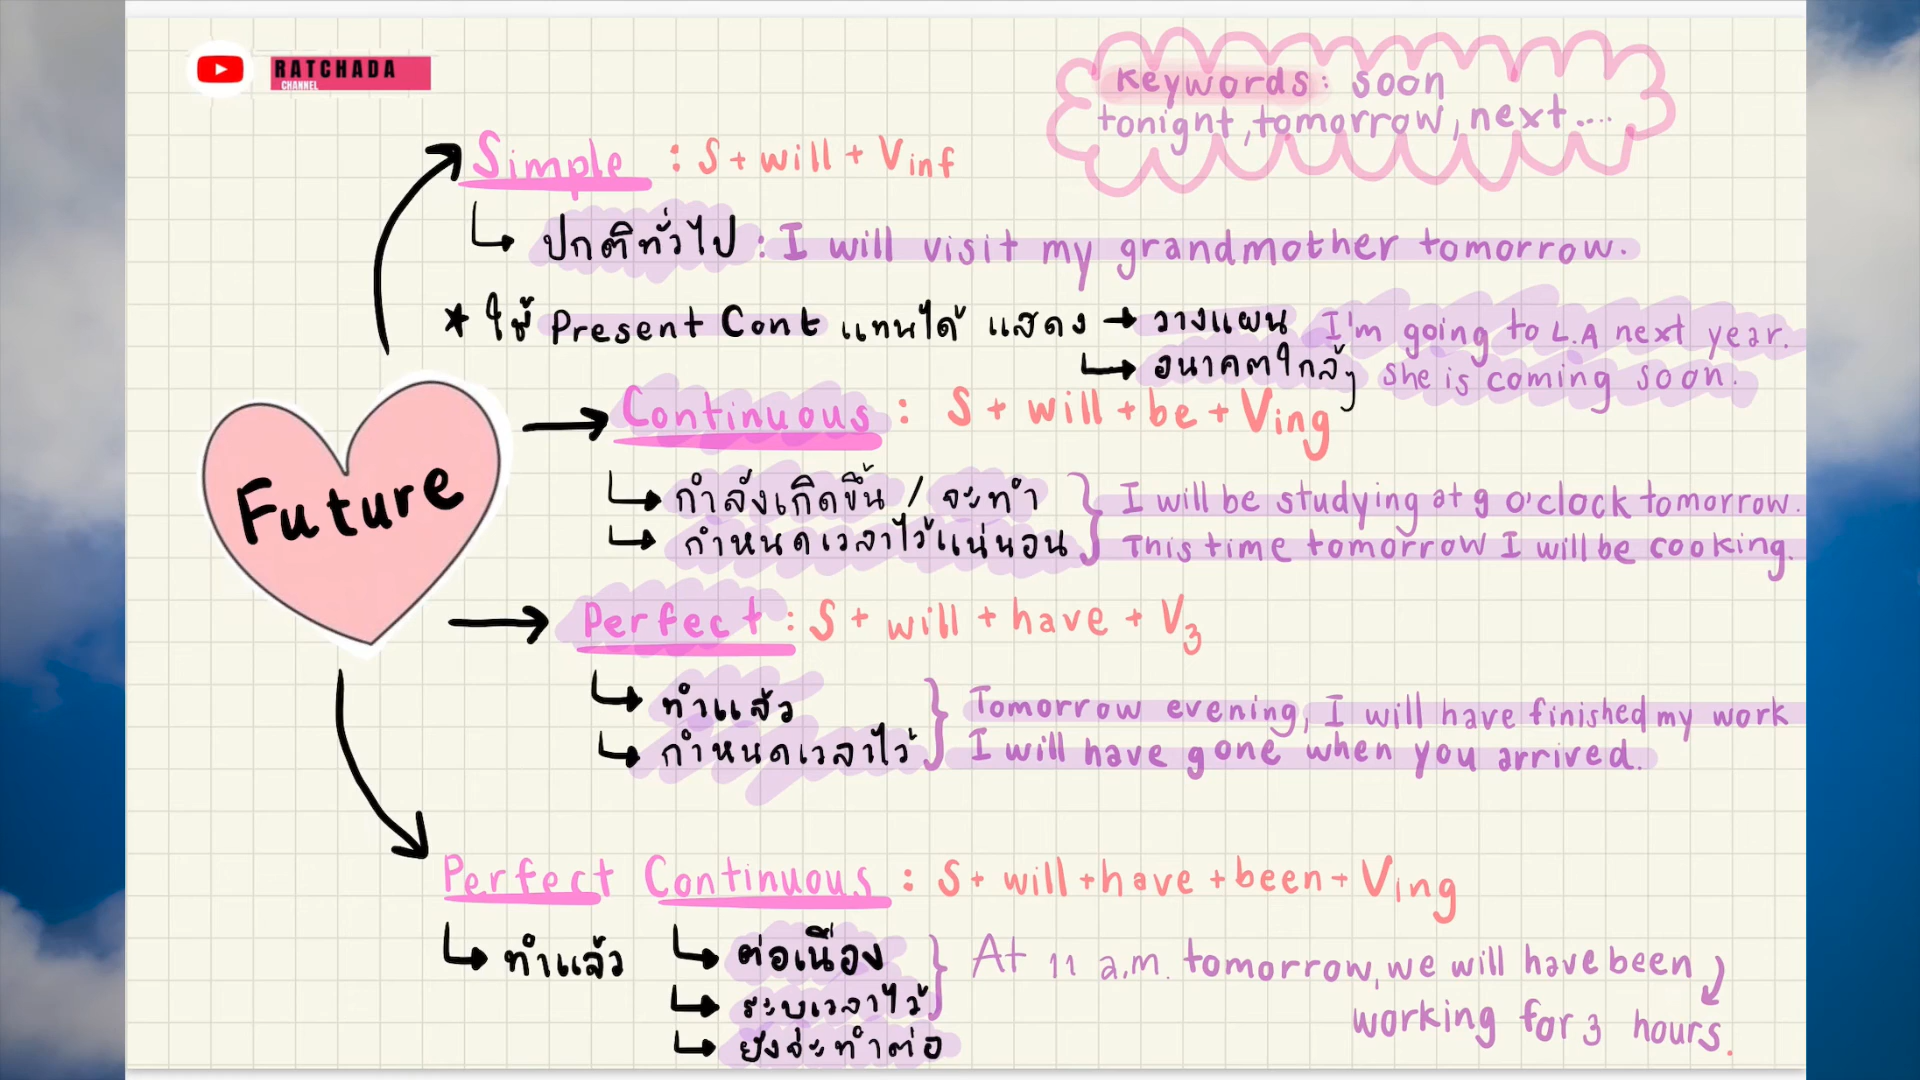 RATCHADA
CHANNEL
Keywords: soon
tonight, tomorrow, next....
Simple : S + will + Vinf
ปกติทั่วไป : I will visit my grandmother tomorrow.
★ ใช้ Present Cont แทนได้ แสดง → วางแผน I'm going to L.A next year.
อนาคตใกล้ๆ She is coming soon.
Continuous : S + will + be + Ving
Future
กำลังเกิดขึ้น / จะทำ } I will be studying at 9 o'clock tomorrow.
กำหนดเวลาไว้แน่นอน This time tomorrow I will be cooking.
Perfect : S + will + have + V3
ทำแล้ว } Tomorrow evening, I will have finished my work
กำหนดเวลาไว้ I will have gone when you arrived.
Perfect Continuous : S + will + have + been + Ving
ทำแล้ว ต่อเนื่อง } At 11 a.m. tomorrow, we will have been
ระบุเวลาไว้ working for 3 hours.
ยังจะทำต่อ